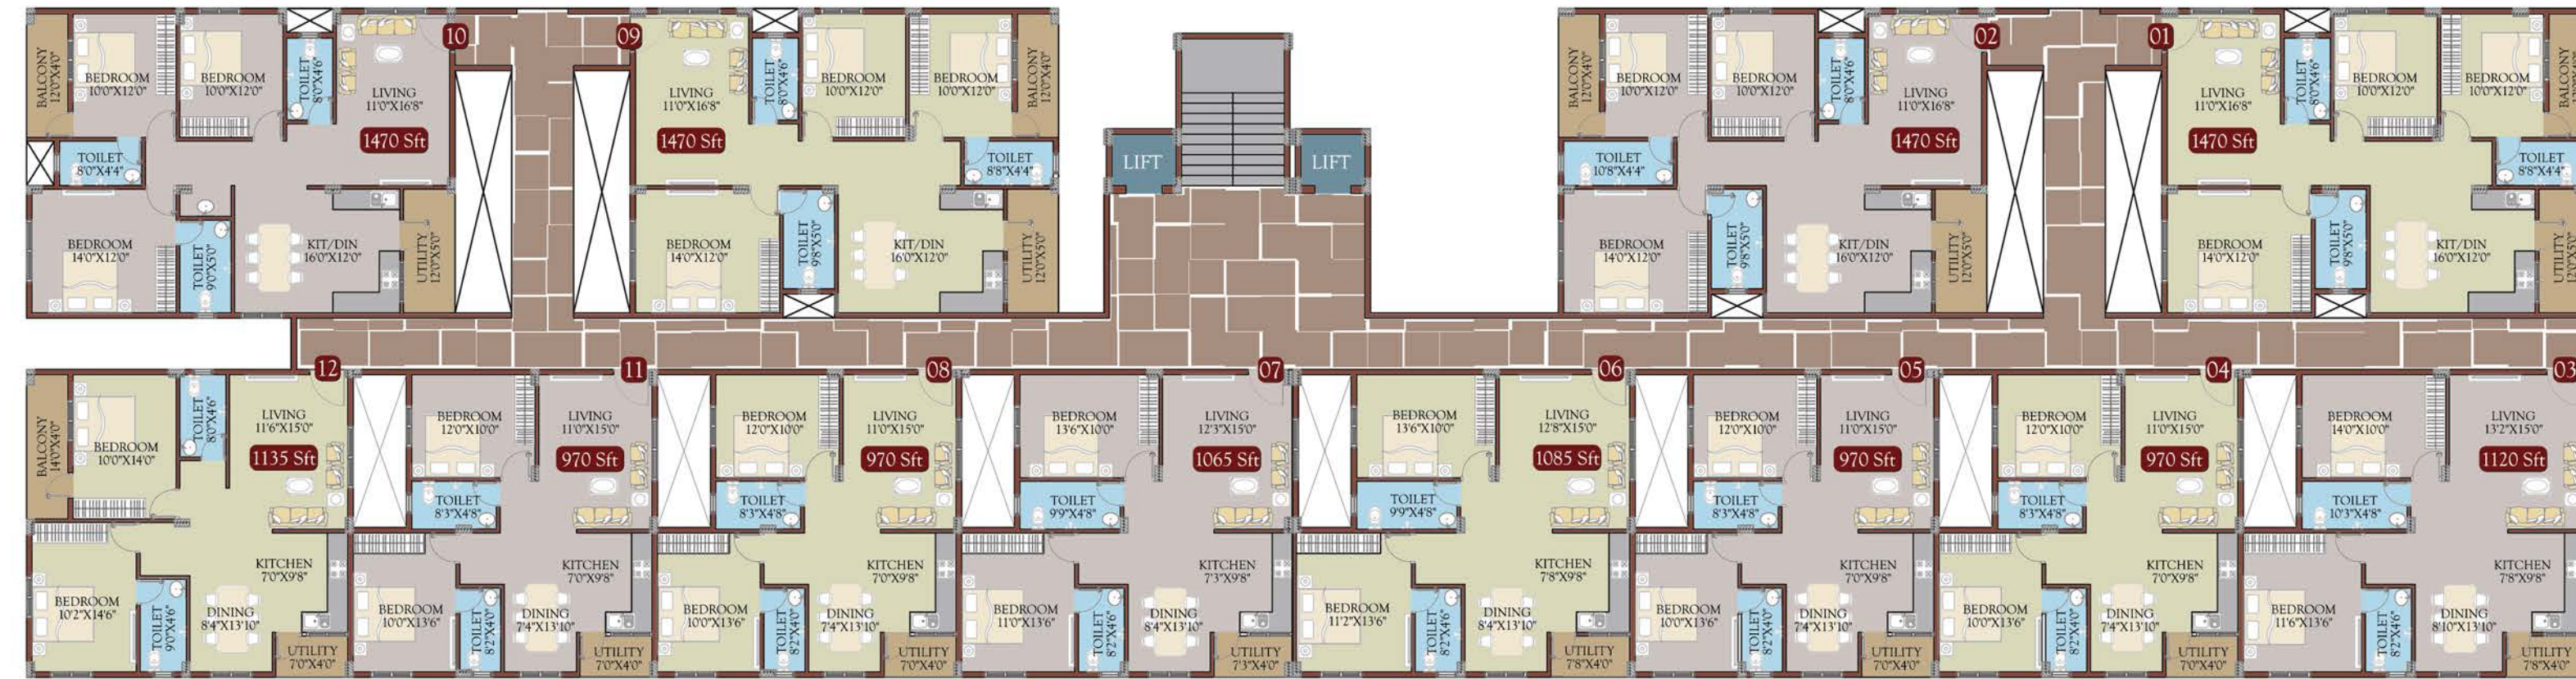 10
09
02
01
BALCONY
12'0"X4'0"
BEDROOM
10'0"X12'0"
BEDROOM
10'0"X12'0"
TOILET
8'0"X4'6"
LIVING
11'0"X16'8"
1470 Sft
TOILET
8'0"X4'4"
BEDROOM
14'0"X12'0"
TOILET
9'0"X5'0"
KIT/DIN
16'0"X12'0"
UTILITY
12'0"X5'0"
LIVING
11'0"X16'8"
1470 Sft
TOILET
8'0"X4'6"
BEDROOM
10'0"X12'0"
BEDROOM
10'0"X12'0"
BALCONY
12'0"X4'0"
TOILET
8'8"X4'4"
BEDROOM
14'0"X12'0"
TOILET
9'8"X5'0"
KIT/DIN
16'0"X12'0"
UTILITY
12'0"X5'0"
LIFT
LIFT
BALCONY
12'0"X4'0"
BEDROOM
10'0"X12'0"
BEDROOM
10'0"X12'0"
TOILET
8'0"X4'6"
LIVING
11'0"X16'8"
1470 Sft
TOILET
10'8"X4'4"
BEDROOM
14'0"X12'0"
TOILET
9'8"X5'0"
KIT/DIN
16'0"X12'0"
UTILITY
12'0"X5'0"
LIVING
11'0"X16'8"
1470 Sft
TOILET
8'0"X4'6"
BEDROOM
10'0"X12'0"
BEDROOM
10'0"X12'0"
BALCONY
TOILET
8'8"X4'4"
BEDROOM
14'0"X12'0"
TOILET
9'8"X5'0"
KIT/DIN
16'0"X12'0"
UTILITY
12
11
08
07
06
05
04
03
BALCONY
14'0"X4'0"
BEDROOM
10'0"X14'0"
TOILET
8'0"X4'6"
LIVING
11'6"X15'0"
1135 Sft
KITCHEN
7'0"X9'8"
BEDROOM
10'2"X14'6"
TOILET
9'0"X4'6"
DINING
8'4"X13'10"
UTILITY
7'0"X4'0"
BEDROOM
12'0"X10'0"
LIVING
11'0"X15'0"
970 Sft
TOILET
8'3"X4'8"
KITCHEN
7'0"X9'8"
BEDROOM
10'0"X13'6"
TOILET
8'2"X4'0"
DINING
7'4"X13'10"
UTILITY
7'0"X4'0"
BEDROOM
12'0"X10'0"
LIVING
11'0"X15'0"
970 Sft
TOILET
8'3"X4'8"
KITCHEN
7'0"X9'8"
BEDROOM
10'0"X13'6"
TOILET
8'2"X4'0"
DINING
7'4"X13'10"
UTILITY
7'0"X4'0"
BEDROOM
13'6"X10'0"
LIVING
12'3"X15'0"
1065 Sft
TOILET
9'9"X4'8"
KITCHEN
7'3"X9'8"
BEDROOM
11'0"X13'6"
TOILET
8'2"X4'6"
DINING
8'4"X13'10"
UTILITY
7'3"X4'0"
BEDROOM
13'6"X10'0"
LIVING
12'8"X15'0"
1085 Sft
TOILET
9'9"X4'8"
KITCHEN
7'8"X9'8"
BEDROOM
11'2"X13'6"
TOILET
8'2"X4'6"
DINING
8'4"X13'10"
UTILITY
7'8"X4'0"
BEDROOM
12'0"X10'0"
LIVING
11'0"X15'0"
970 Sft
TOILET
8'3"X4'8"
KITCHEN
7'0"X9'8"
BEDROOM
10'0"X13'6"
TOILET
8'2"X4'0"
DINING
7'4"X13'10"
UTILITY
7'0"X4'0"
BEDROOM
12'0"X10'0"
LIVING
11'0"X15'0"
970 Sft
TOILET
8'3"X4'8"
KITCHEN
7'0"X9'8"
BEDROOM
10'0"X13'6"
TOILET
8'2"X4'0"
DINING
7'4"X13'10"
UTILITY
7'0"X4'0"
BEDROOM
14'0"X10'0"
LIVING
13'2"X15'0"
1120 Sft
TOILET
10'3"X4'8"
KITCHEN
7'8"X9'8"
BEDROOM
11'6"X13'6"
TOILET
8'2"X4'6"
DINING
8'10"X13'10"
UTILITY
7'8"X4'0"